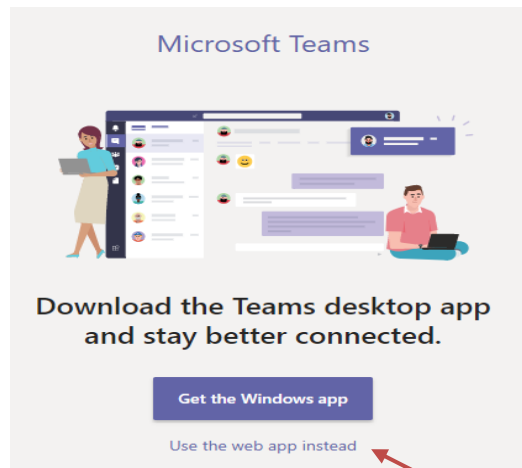 Microsoft Teams
Download the Teams desktop app
and stay better connected.
Get the Windows app
Use the web app instead